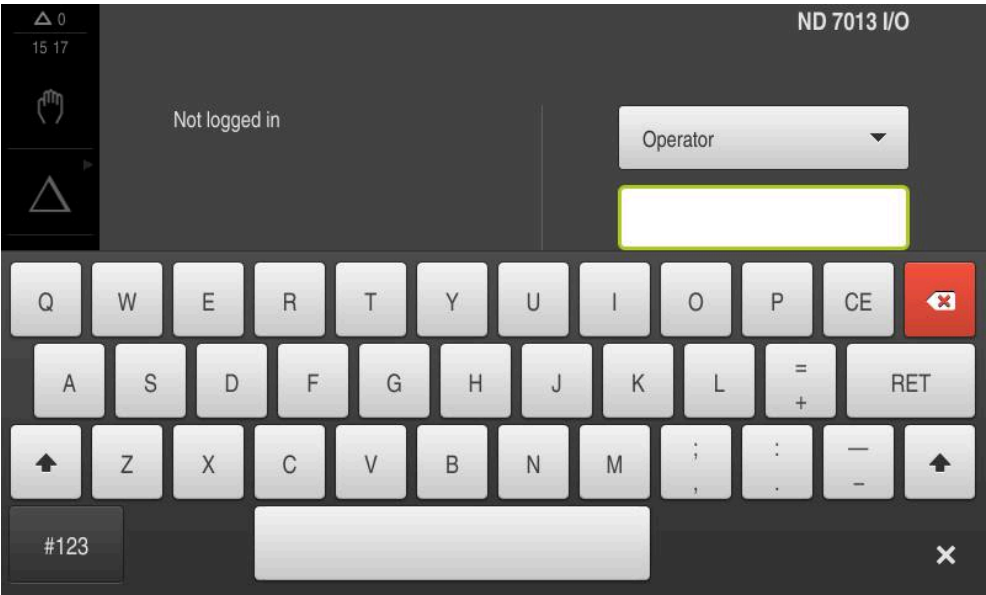 0
ND 7013 I/O
15 17
Not logged in
Operator
Q W E R T Y U I O P CE
A S D F G H J K L = + RET
Z X C V B N M ; , : . — –
#123